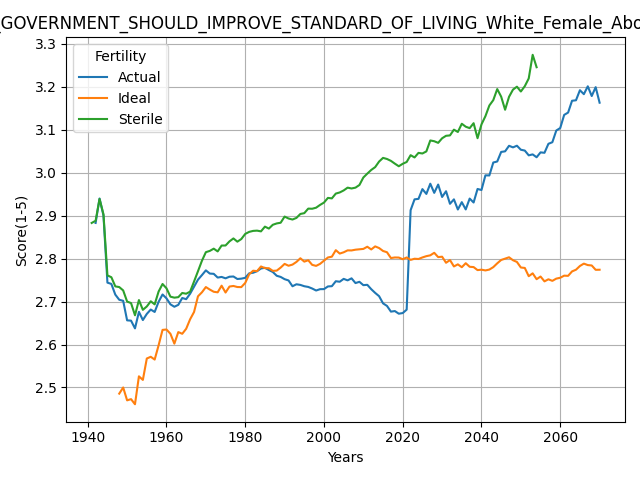 _GOVERNMENT_SHOULD_IMPROVE_STANDARD_OF_LIVING_White_Female_Abo
3.3
3.2
3.1
3.0
2.9
2.8
2.7
2.6
2.5
Score(1-5)
Fertility
Actual
Ideal
Sterile
1940 1960 1980 2000 2020 2040 2060
Years